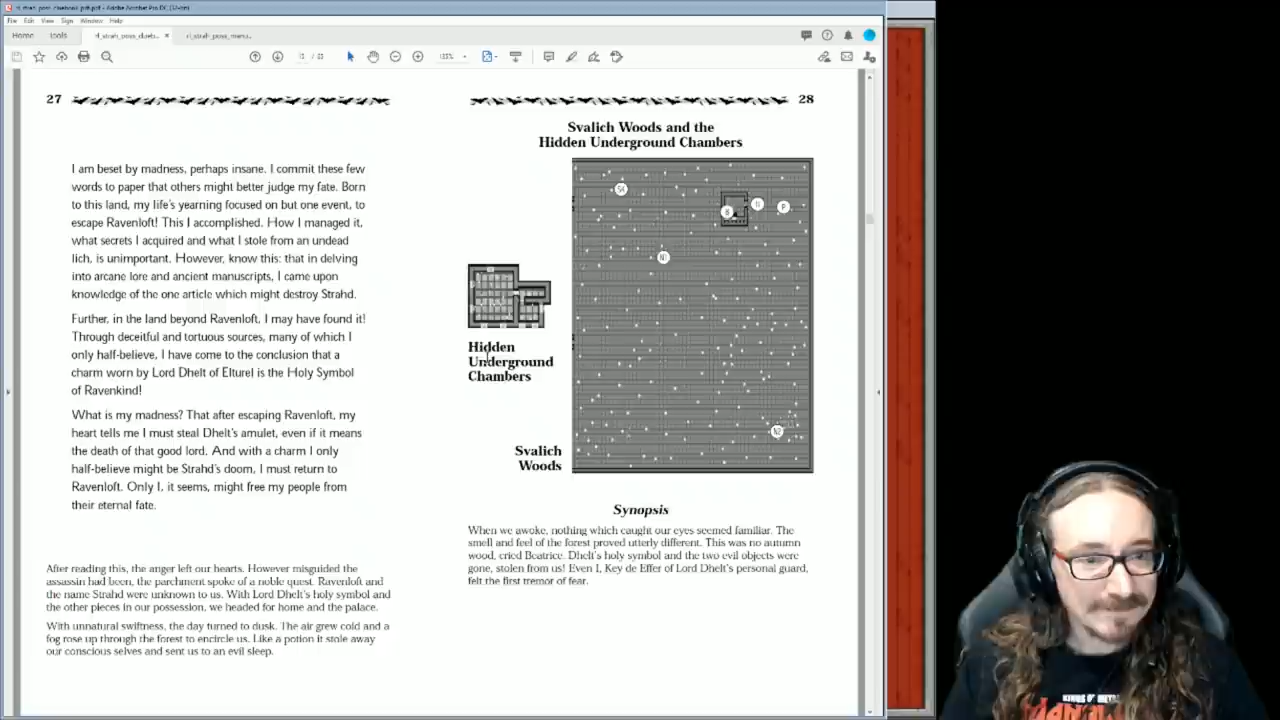 File Edit View Sign Window Help
Home Tools
27
I am beset by madness, perhaps insane. I commit these few
words to paper that others might better judge my fate. Born
to this land, my life's yearning focused on but one event, to
escape Ravenloft! This I accomplished. How I managed it,
what secrets I acquired and what I stole from an undead
lich, is unimportant. However, know this: that in delving
into arcane lore and ancient manuscripts, I came upon
knowledge of the one article which might destroy Strahd.
Further, in the land beyond Ravenloft, I may have found it!
Through deceitful and tortuous sources, many of which I
only half-believe, I have come to the conclusion that a
charm worn by Lord Dhelt of Elturel is the Holy Symbol
of Ravenkind!
What is my madness? That after escaping Ravenloft, my
heart tells me I must steal Dhelt's amulet, even if it means
the death of that good lord. And with a charm I only
half-believe might be Strahd's doom, I must return to
Ravenloft. Only I, it seems, might free my people from
their eternal fate.
After reading this, the anger left our hearts. However misguided the
assassin had been, the parchment spoke of a noble quest. Ravenloft and
the name Strahd were unknown to us. With Lord Dhelt's holy symbol and
the other pieces in our possession, we headed for home and the palace.
With unnatural swiftness, the day turned to dusk. The air grew cold and a
fog rose up through the forest to encircle us. Like a potion it stole away
our conscious selves and sent us to an evil sleep.
28
Svalich Woods and the
Hidden Underground Chambers
Hidden
Underground
Chambers
Svalich
Woods
Synopsis
When we awoke, nothing which caught our eyes seemed familiar. The
smell and feel of the forest proved utterly different. This was no autumn
wood, cried Beatrice. Dhelt's holy symbol and the two evil objects were
gone, stolen from us! Even I, Key de Effer of Lord Dhelt's personal guard,
felt the first tremor of fear.